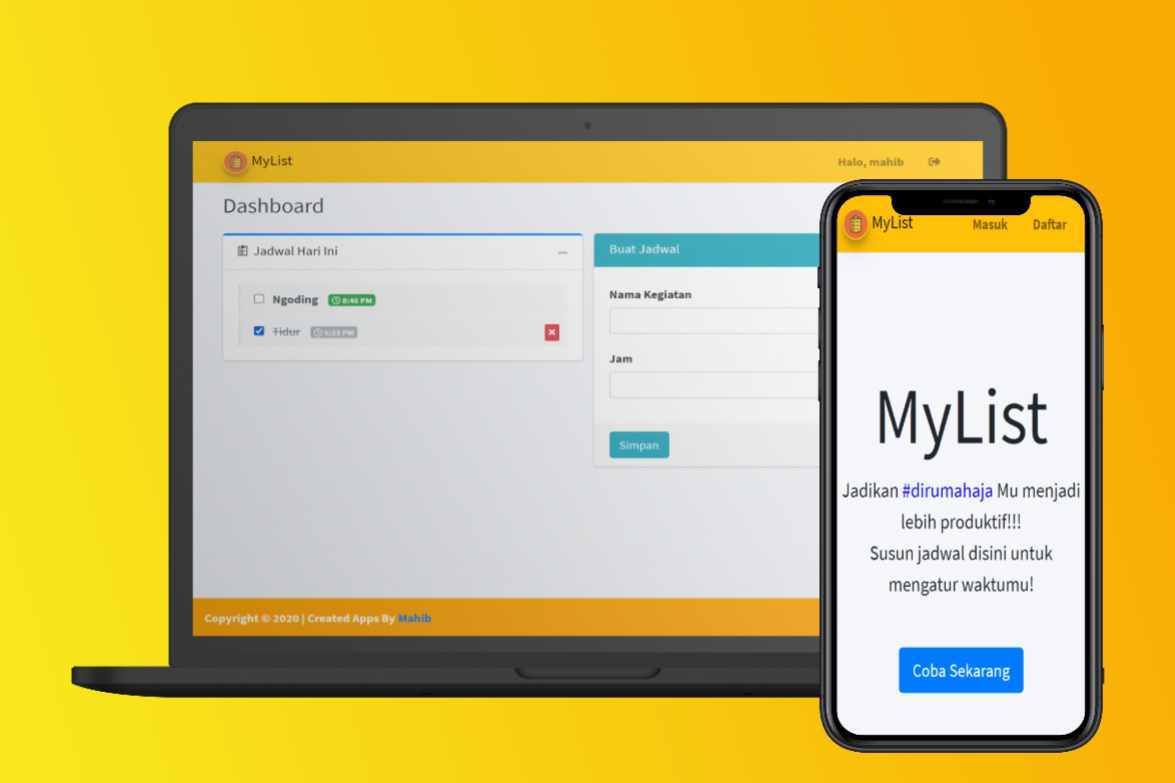 MyList
Halo, mahib
Dashboard
Jadwal Hari Ini
Ngoding 8:46 PM
Tidur 5:33 PM
Buat Jadwal
Nama Kegiatan
Jam
Simpan
Copyright © 2020 | Created Apps By Mahib
MyList
Masuk
Daftar
MyList
Jadikan #dirumahaja Mu menjadi
lebih produktif!!!
Susun jadwal disini untuk
mengatur waktumu!
Coba Sekarang